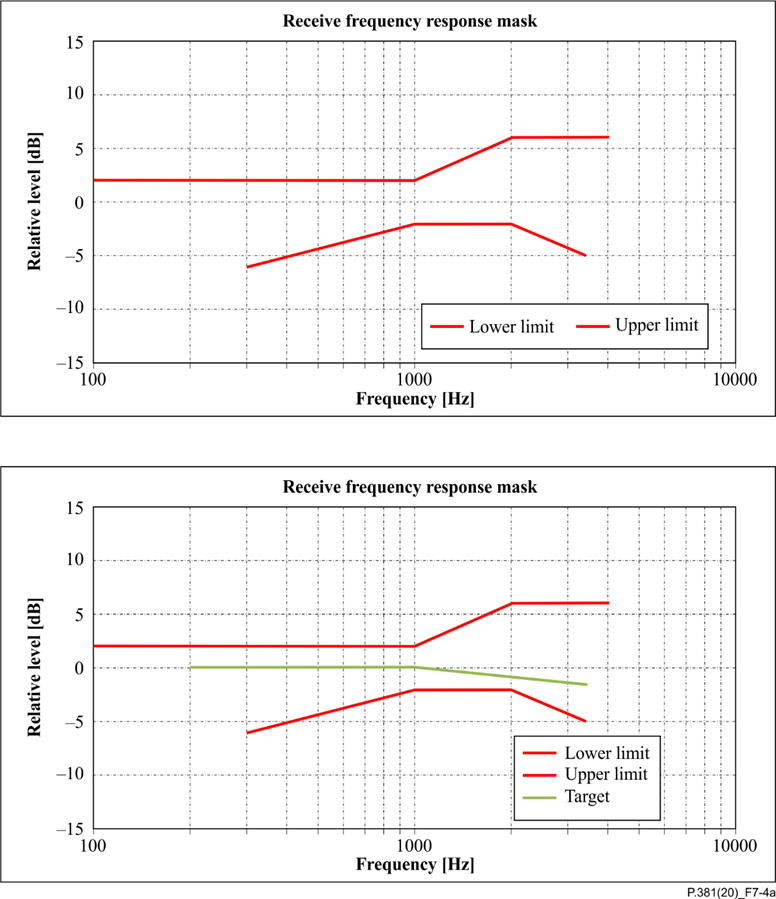 Receive frequency response mask
15
10
5
0
–5
–10
–15
Relative level [dB]
Lower limit Upper limit
100 1000 10000
Frequency [Hz]
Receive frequency response mask
15
10
5
0
–5
–10
–15
Relative level [dB]
Lower limit
Upper limit
Target
100 1000 10000
Frequency [Hz]
P.381(20)_F7-4a